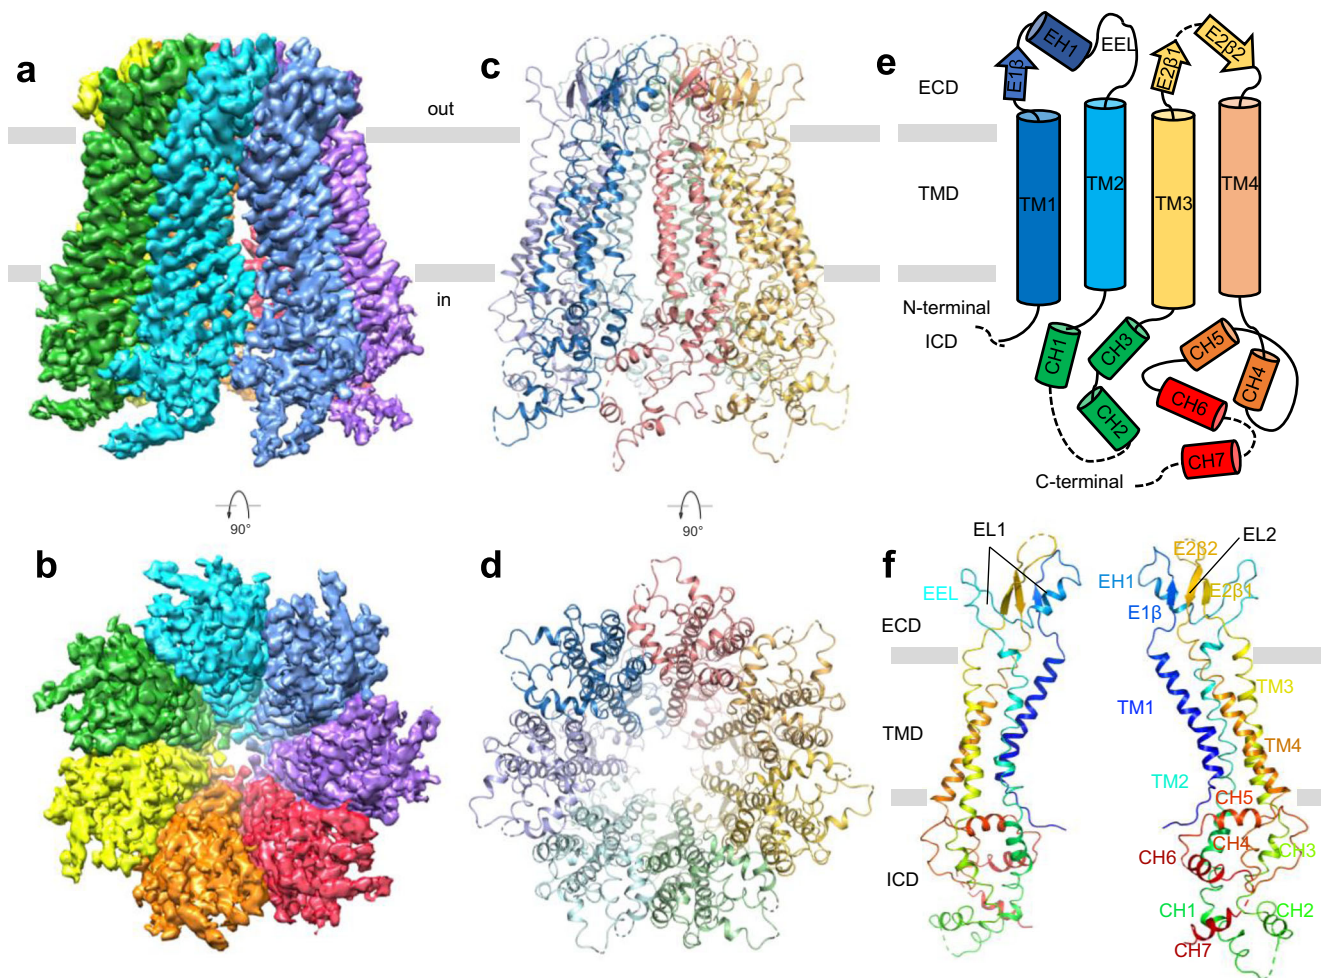 a
out
in
90°
b
c
90°
d
e
EH1
EEL
E1β
E2β1
E2β2
ECD
TMD
TM1
TM2
TM3
TM4
N-terminal
ICD
CH1
CH3
CH2
CH5
CH4
CH6
CH7
C-terminal
f
EL1
EEL
ECD
TMD
ICD
EL2
E2β2
EH1
E2β1
E1β
TM3
TM1
TM4
TM2
CH5
CH4
CH3
CH6
CH1
CH2
CH7